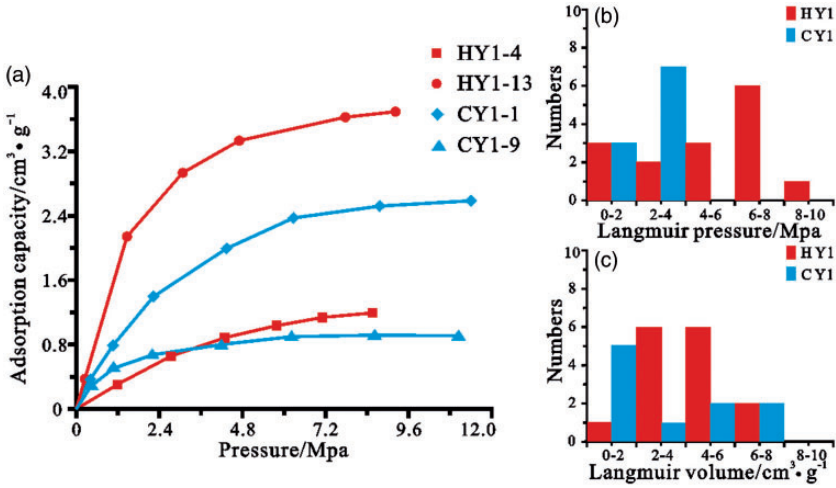 (a)
HY1-4
HY1-13
CY1-1
CY1-9
Adsorption capacity/cm³•g⁻¹
4.0
3.2
2.4
1.6
0.8
0
0 2.4 4.8 7.2 9.6 12.0
Pressure/Mpa
(b)
HY1
CY1
Numbers
10
8
6
4
2
0
0-2 2-4 4-6 6-8 8-10
Langmuir pressure/Mpa
(c)
HY1
CY1
Numbers
10
8
6
4
2
0
0-2 2-4 4-6 6-8 8-10
Langmuir volume/cm³•g⁻¹